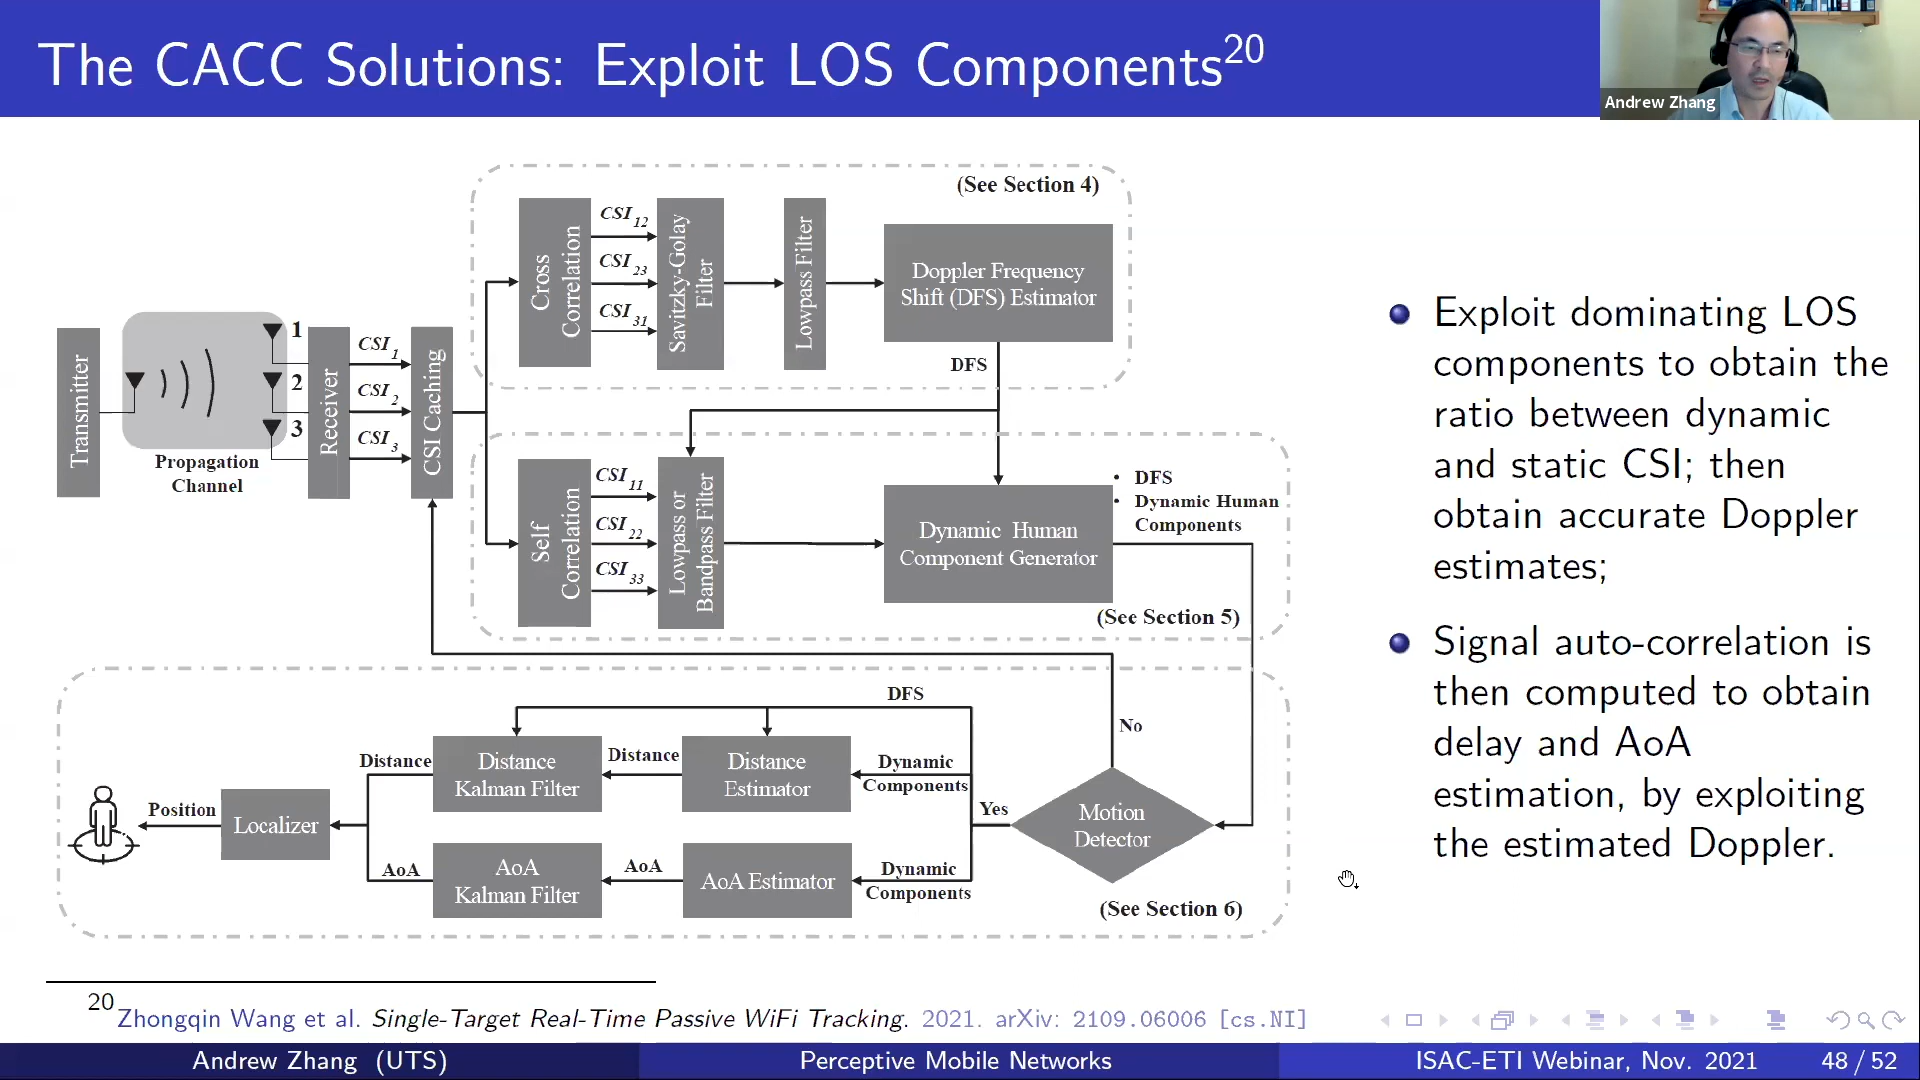 The CACC Solutions: Exploit LOS Components20
Andrew Zhang
(See Section 4)
Cross
Correlation
CSI12
CSI23
CSI31
Savitzky-Golay
Filter
Lowpass Filter
Doppler Frequency
Shift (DFS) Estimator
DFS
Transmitter
1
2
3
Propagation
Channel
Receiver
CSI1
CSI2
CSI3
CSI Caching
Self
Correlation
CSI11
CSI22
CSI33
Lowpass or
Bandpass Filter
Dynamic Human
Component Generator
• DFS
• Dynamic Human
Components
(See Section 5)
DFS
No
Distance
Distance
Kalman Filter
Distance
Distance
Estimator
Dynamic
Components
Yes
Motion
Detector
Position
Localizer
AoA
AoA
Kalman Filter
AoA
AoA Estimator
Dynamic
Components
(See Section 6)
Exploit dominating LOS
components to obtain the
ratio between dynamic
and static CSI; then
obtain accurate Doppler
estimates;
Signal auto-correlation is
then computed to obtain
delay and AoA
estimation, by exploiting
the estimated Doppler.
20Zhongqin Wang et al. Single-Target Real-Time Passive WiFi Tracking. 2021. arXiv: 2109.06006 [cs.NI]
Andrew Zhang (UTS)
Perceptive Mobile Networks
ISAC-ETI Webinar, Nov. 2021
48 / 52